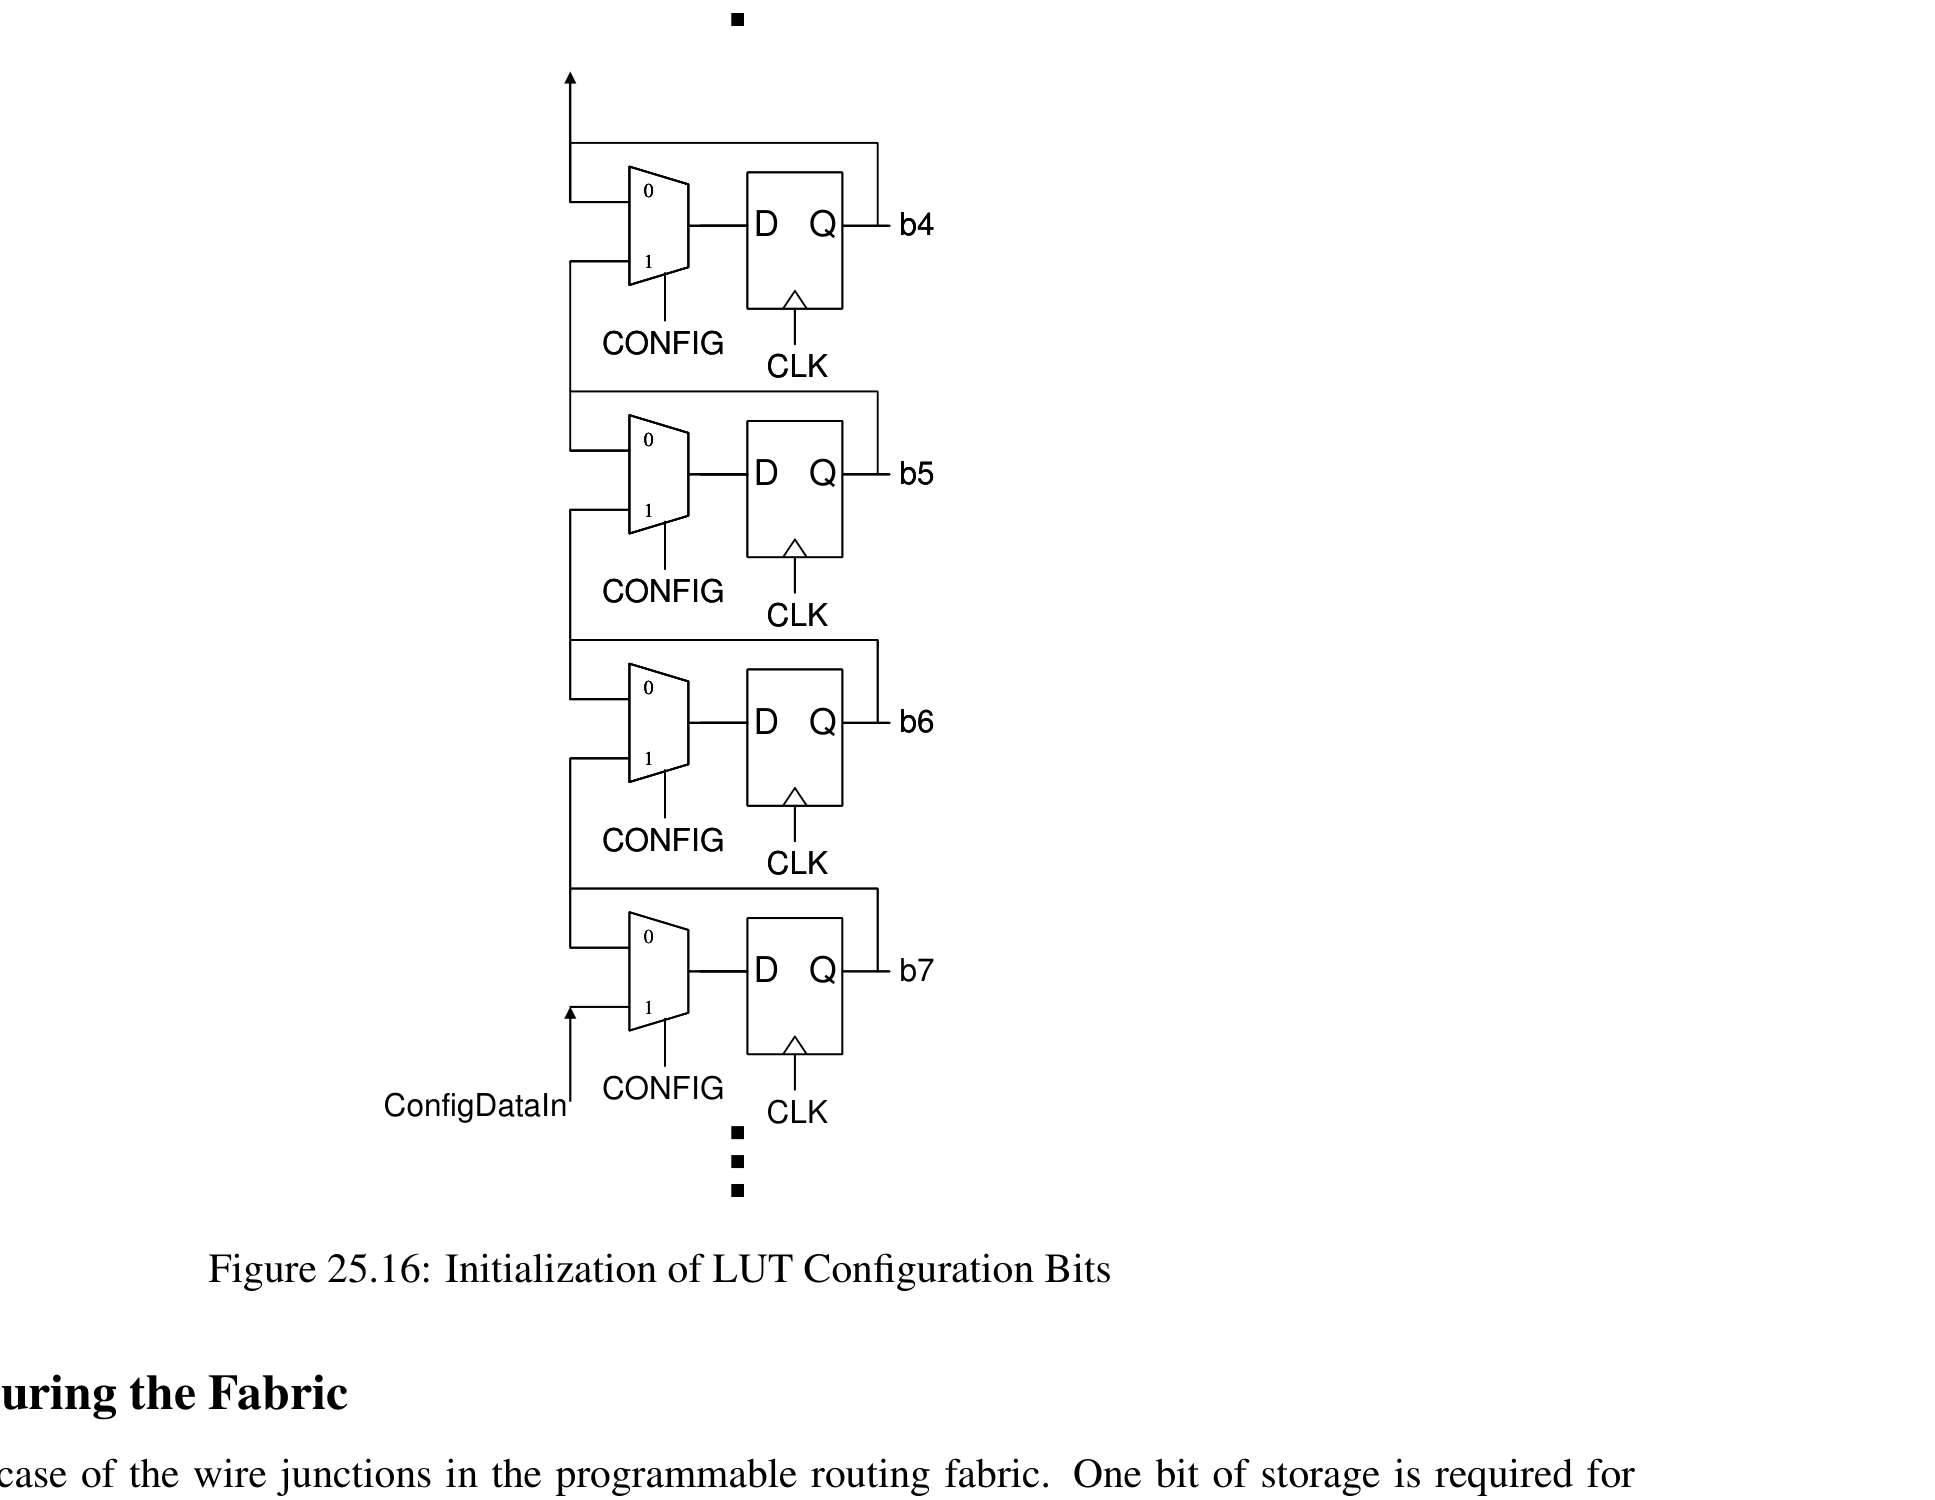 0
D Q b4
1
CONFIG
CLK
0
D Q b5
1
CONFIG
CLK
0
D Q b6
1
CONFIG
CLK
0
D Q b7
1
ConfigDataIn CONFIG
CLK
Figure 25.16: Initialization of LUT Configuration Bits
uring the Fabric
case of the wire junctions in the programmable routing fabric. One bit of storage is required for